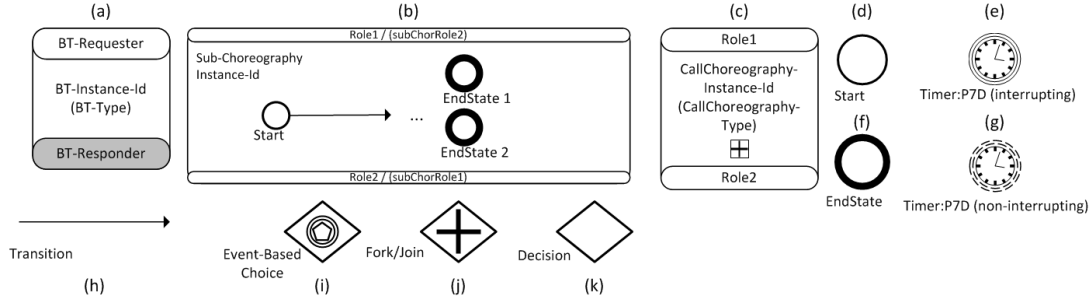 (a)
(b)
(c)
(d)
(e)
BT-Requester
BT-Instance-Id
(BT-Type)
BT-Responder
Role1 / (subChorRole2)
Sub-Choreography
Instance-Id
Start
...
EndState 1
EndState 2
Role2 / (subChorRole1)
Role1
CallChoreography-
Instance-Id
(CallChoreography-
Type)
Role2
Start
Timer:P7D (interrupting)
(f)
(g)
EndState
Timer:P7D (non-interrupting)
Transition
Event-Based
Choice
Fork/Join
Decision
(h)
(i)
(j)
(k)